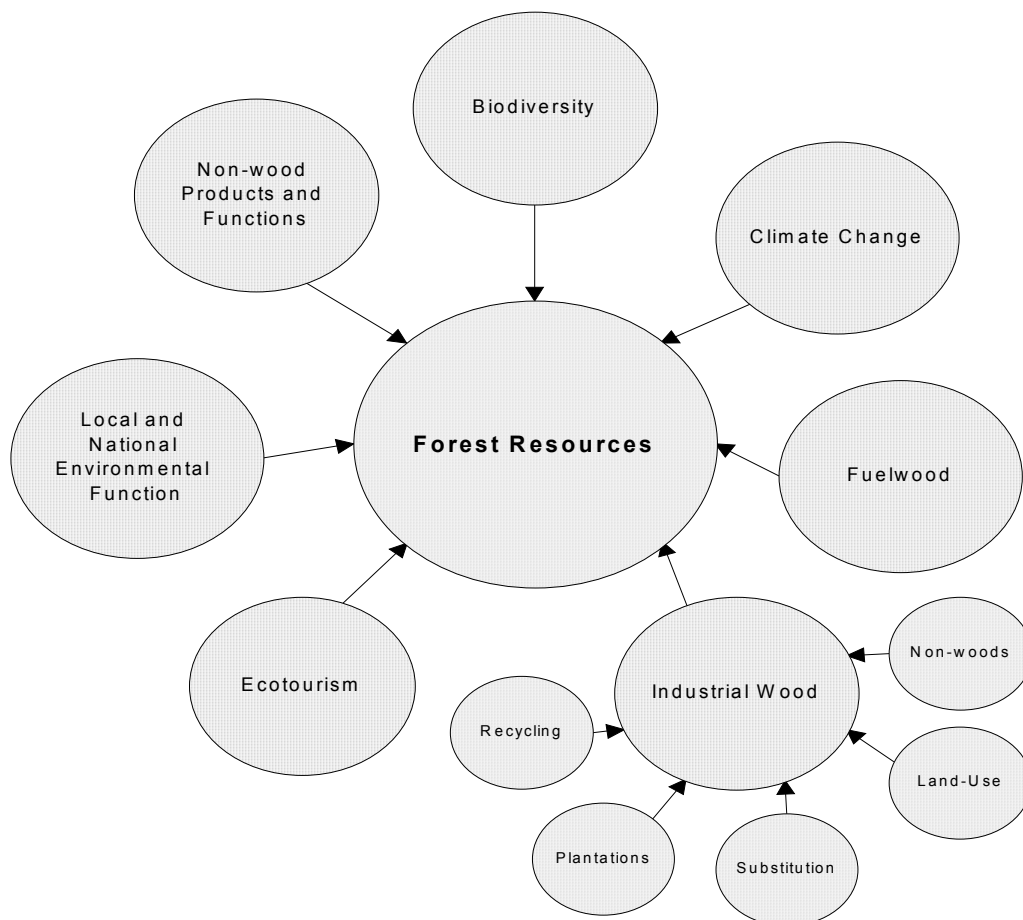 Biodiversity
Non-wood
Products and
Functions
Climate Change
Local and
National
Environmental
Function
Forest Resources
Fuelwood
Ecotourism
Industrial Wood
Non-woods
Recycling
Land-Use
Plantations
Substitution